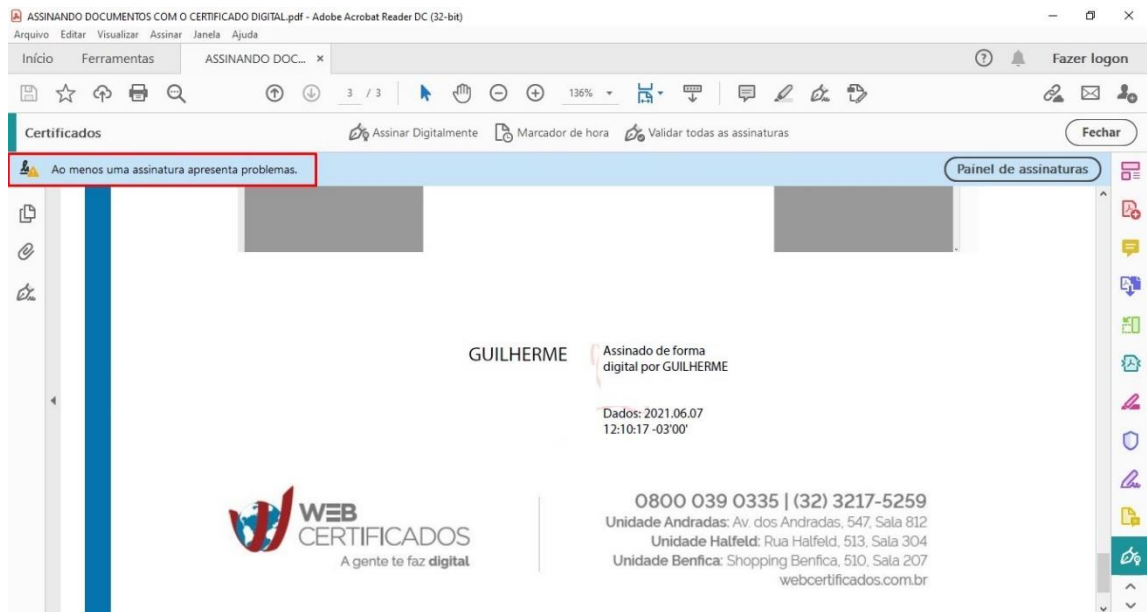 ASSINANDO DOCUMENTOS COM O CERTIFICADO DIGITAL.pdf - Adobe Acrobat Reader DC (32-bit)
Arquivo Editar Visualizar Assinar Janela Ajuda
Início Ferramentas ASSINANDO DOC... × Fazer logon
3 / 3 136%
Certificados Assinar Digitalmente Marcador de hora Validar todas as assinaturas Fechar
Ao menos uma assinatura apresenta problemas. Painel de assinaturas
GUILHERME
Assinado de forma
digital por GUILHERME
Dados: 2021.06.07
12:10:17 -03'00'
WEB
CERTIFICADOS
A gente te faz digital
0800 039 0335 | (32) 3217-5259
Unidade Andradas: Av. dos Andradas, 547, Sala 812
Unidade Halfeld: Rua Halfeld, 513, Sala 304
Unidade Benfica: Shopping Benfica, 510, Sala 207
webcertificados.com.br